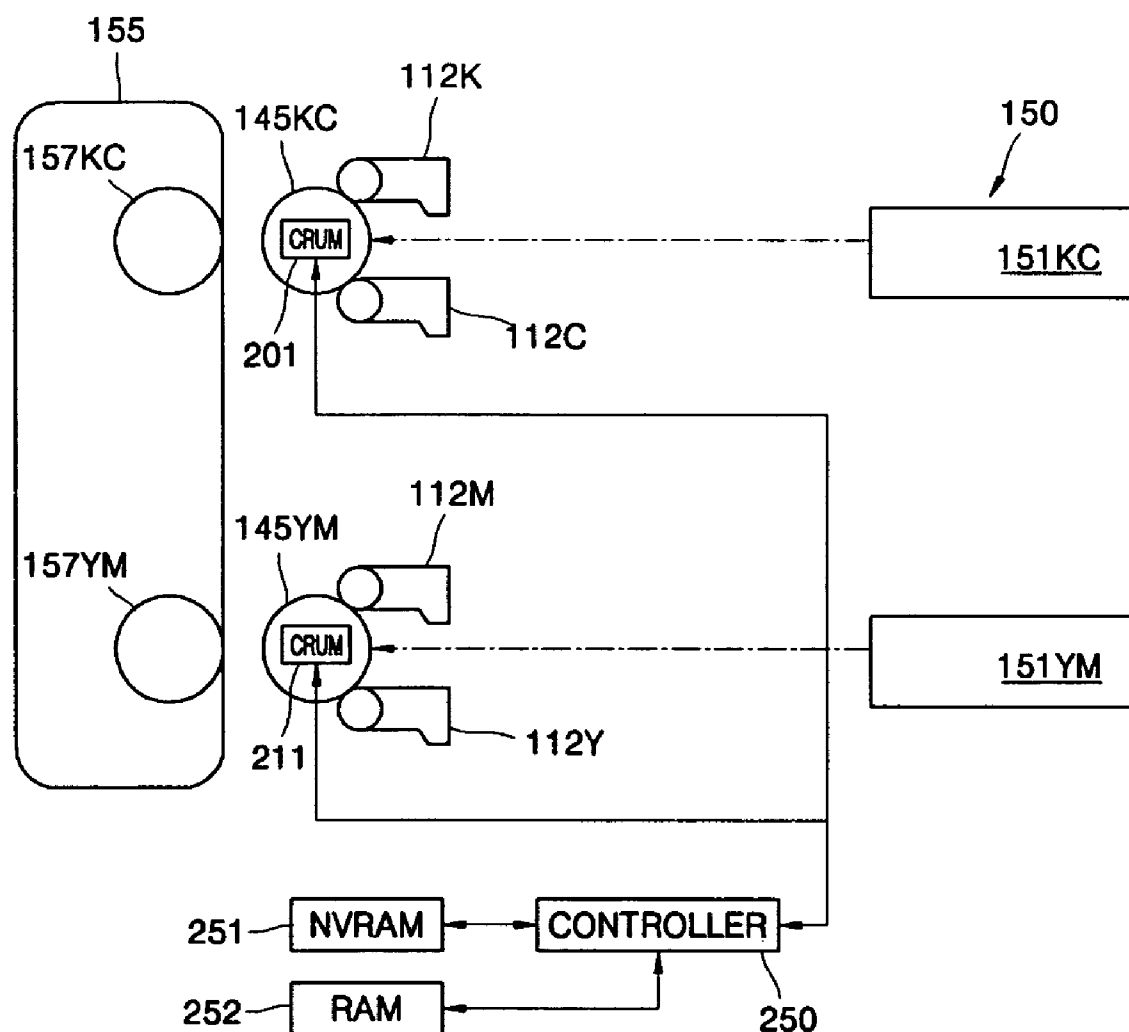 155
112K
145KC
150
157KC
CRUM
151KC
201
112C
112M
145YM
157YM
CRUM
151YM
211
112Y
251
NVRAM
CONTROLLER
252
RAM
250